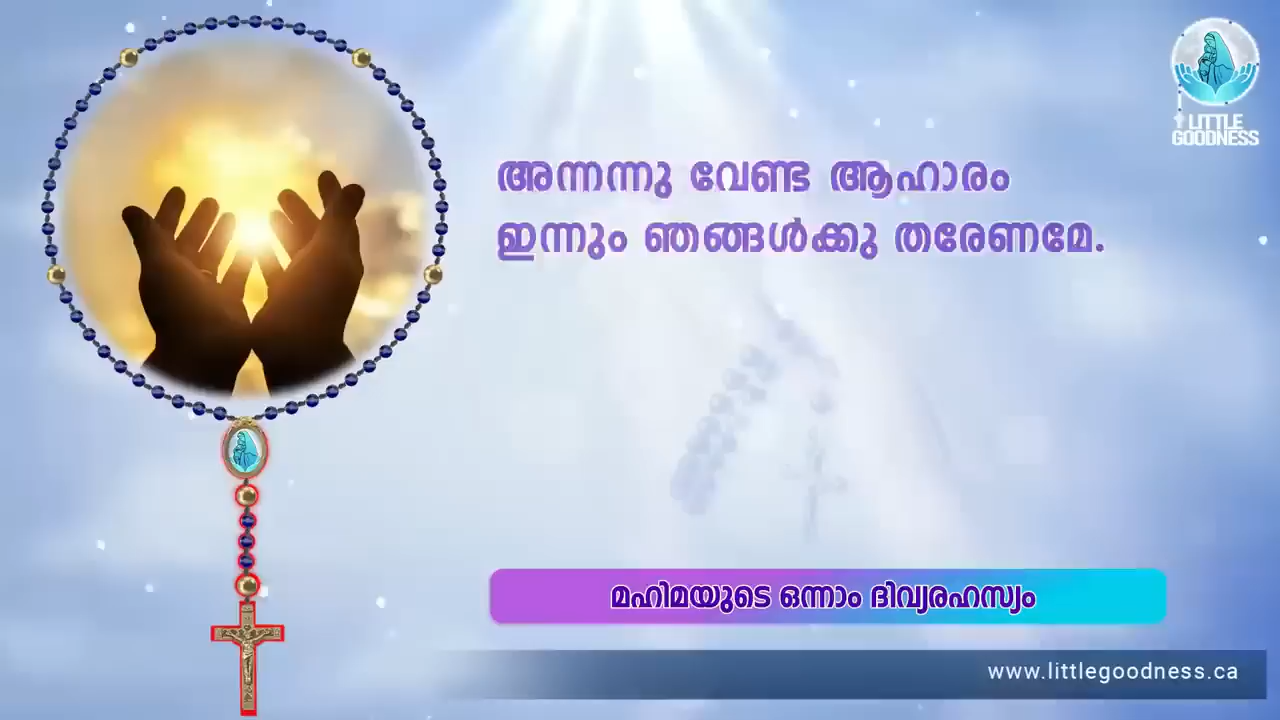 LITTLE
GOODNESS
അന്നന്നു വേണ്ട ആഹാരം
ഇന്നും ഞങ്ങൾക്കു തരേണമേ.
മഹിമയുടെ ഒന്നാം ദിവ്യരഹസ്യം
www.littlegoodness.ca